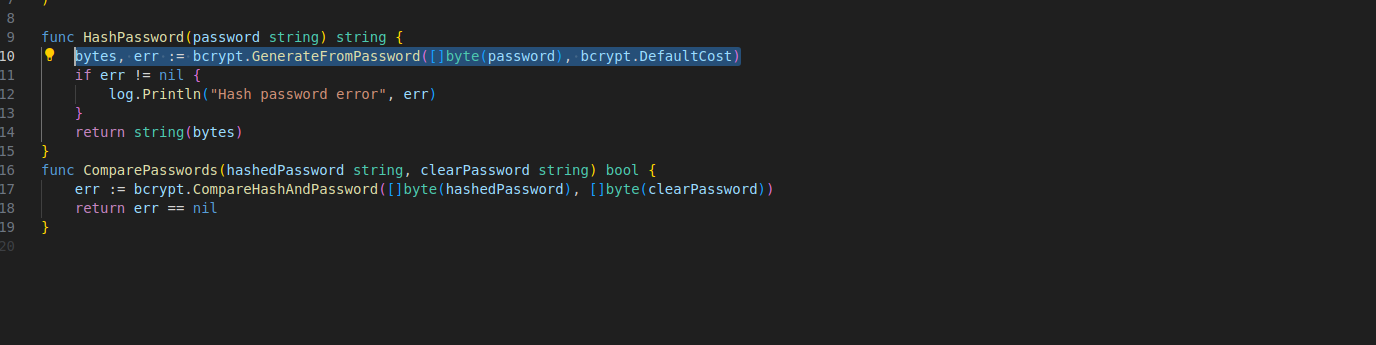 7 )
8
9 func HashPassword(password string) string {
10 bytes, err := bcrypt.GenerateFromPassword([]byte(password), bcrypt.DefaultCost)
11 if err != nil {
12 log.Println("Hash password error", err)
13 }
14 return string(bytes)
15 }
16 func ComparePasswords(hashedPassword string, clearPassword string) bool {
17 err := bcrypt.CompareHashAndPassword([]byte(hashedPassword), []byte(clearPassword))
18 return err == nil
19 }
20